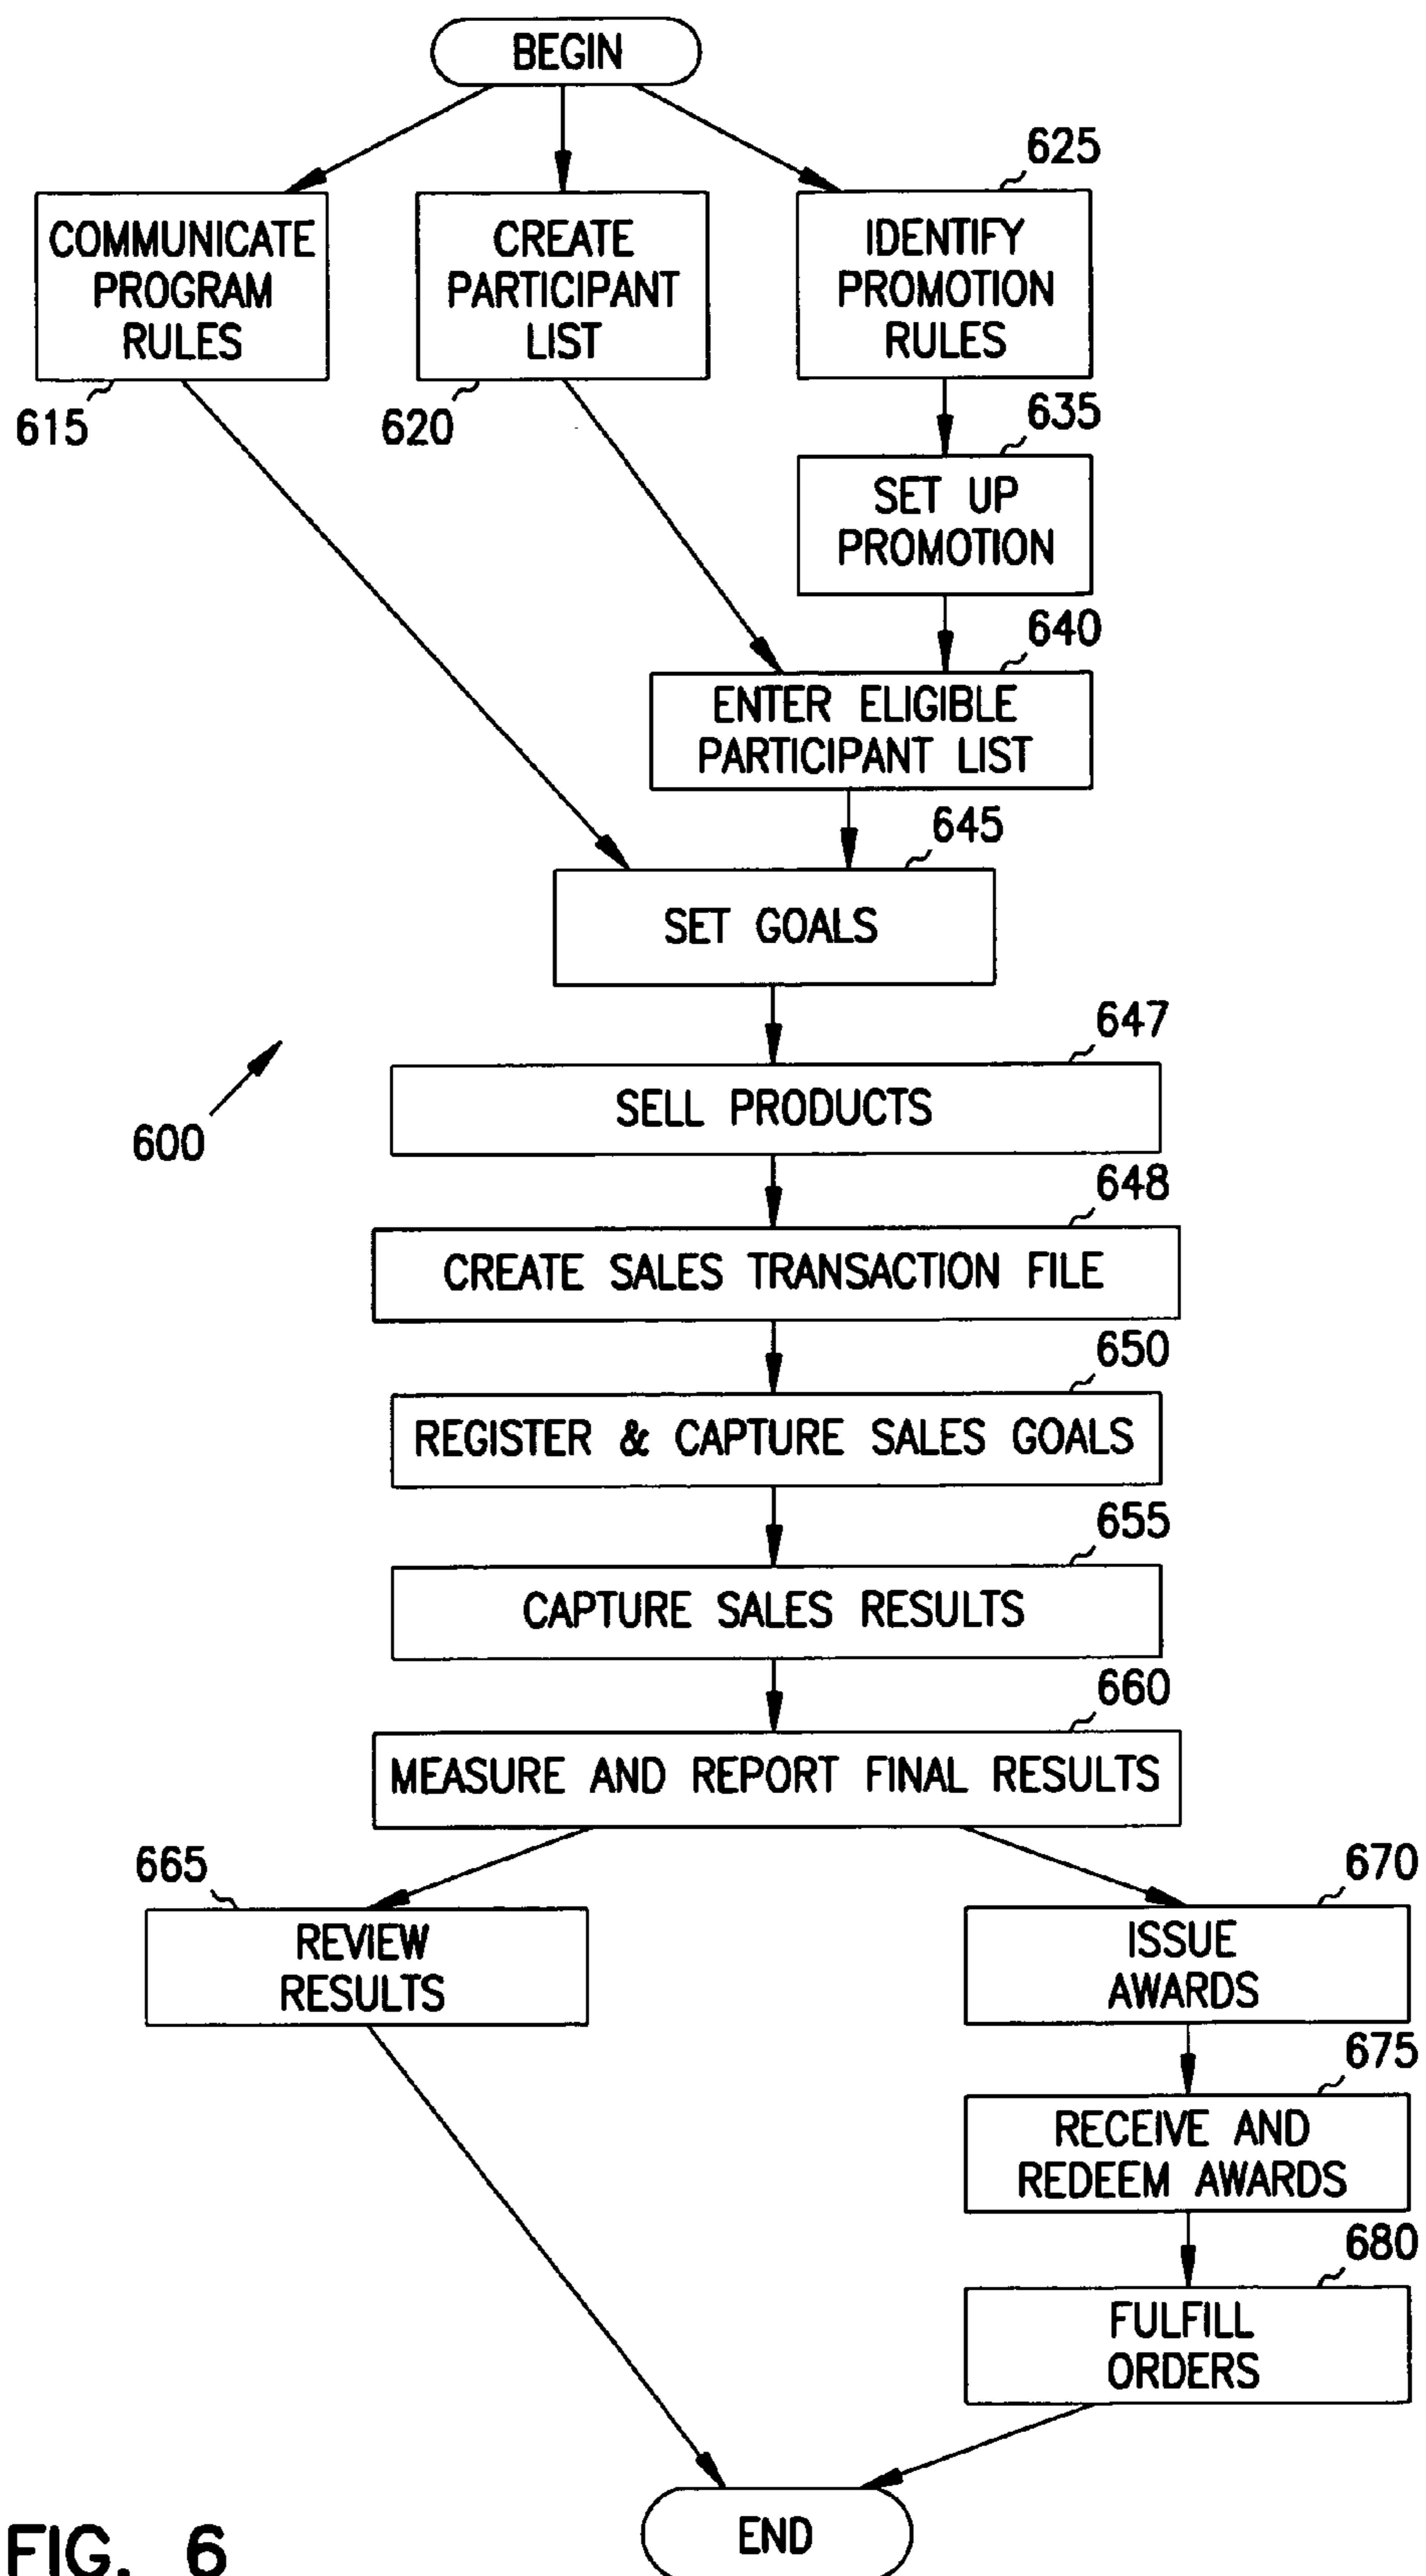 BEGIN
625
COMMUNICATE
PROGRAM
RULES
CREATE
PARTICIPANT
LIST
IDENTIFY
PROMOTION
RULES
615
620
635
SET UP
PROMOTION
640
ENTER ELIGIBLE
PARTICIPANT LIST
645
SET GOALS
647
SELL PRODUCTS
600
648
CREATE SALES TRANSACTION FILE
650
REGISTER & CAPTURE SALES GOALS
655
CAPTURE SALES RESULTS
660
MEASURE AND REPORT FINAL RESULTS
665
REVIEW
RESULTS
670
ISSUE
AWARDS
675
RECEIVE AND
REDEEM AWARDS
680
FULFILL
ORDERS
END
FIG. 6